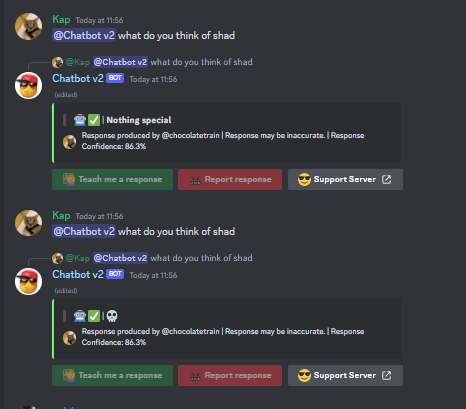 Kap Today at 11:56
@Chatbot v2 what do you think of shad
@Kap @Chatbot v2 what do you think of shad
Chatbot v2 BOT Today at 11:56
(edited)
| Nothing special
Response produced by @chocolatetrain | Response may be inaccurate. | Response
Confidence: 86.3%
Teach me a response Report response Support Server
Kap Today at 11:56
@Chatbot v2 what do you think of shad
@Kap @Chatbot v2 what do you think of shad
Chatbot v2 BOT Today at 11:56
(edited)
| 💀
Response produced by @chocolatetrain | Response may be inaccurate. | Response
Confidence: 86.3%
Teach me a response Report response Support Server